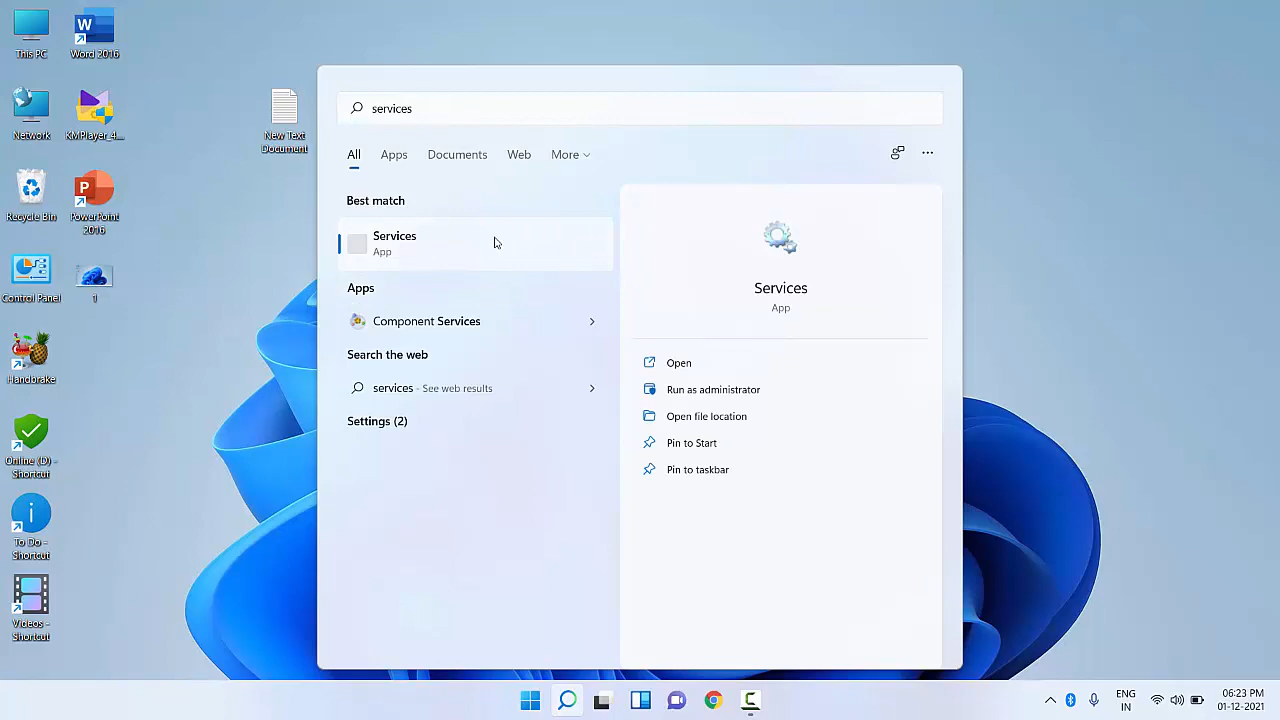 This PC
Word 2016
Network
KMPlayer_4...
New Text
Document
Recycle Bin
PowerPoint
2016
Control Panel
1
Handbrake
Online (D) -
Shortcut
To Do -
Shortcut
Videos -
Shortcut
services
All
Apps
Documents
Web
More
Best match
Services
App
Apps
Component Services
Search the web
services - See web results
Settings (2)
Services
App
Open
Run as administrator
Open file location
Pin to Start
Pin to taskbar
ENG
IN
06:23 PM
01-12-2021